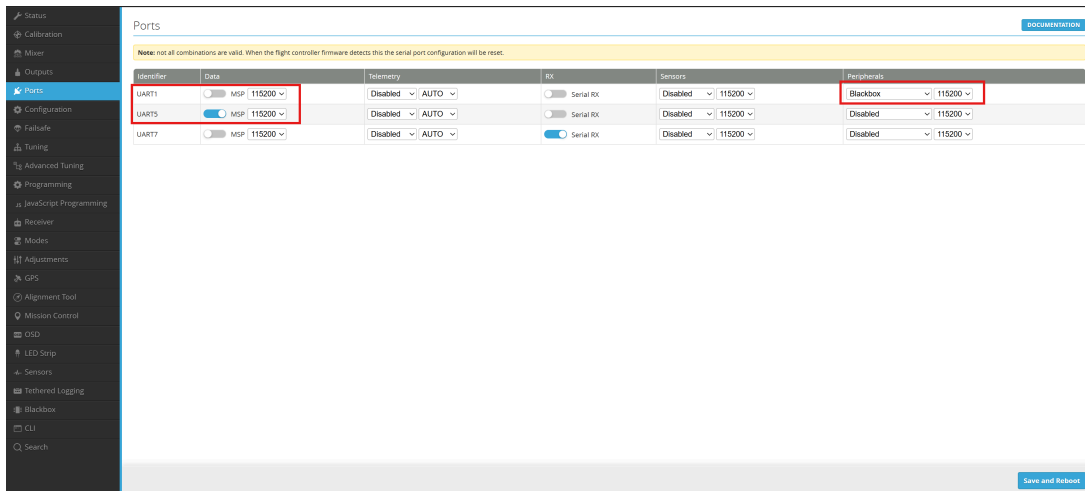 Status
Calibration
Mixer
Outputs
Ports
Configuration
Failsafe
Tuning
Advanced Tuning
Programming
JS JavaScript Programming
Receiver
Modes
Adjustments
GPS
Alignment Tool
Mission Control
OSD
LED Strip
Sensors
Tethered Logging
Blackbox
CLI
Search
Ports
DOCUMENTATION
Note: not all combinations are valid. When the flight controller firmware detects this the serial port configuration will be reset.
Identifier Data Telemetry RX Sensors Peripherals
UART1 MSP 115200 Disabled AUTO Serial RX Disabled 115200 Blackbox 115200
UART5 MSP 115200 Disabled AUTO Serial RX Disabled 115200 Disabled 115200
UART7 MSP 115200 Disabled AUTO Serial RX Disabled 115200 Disabled 115200
Save and Reboot